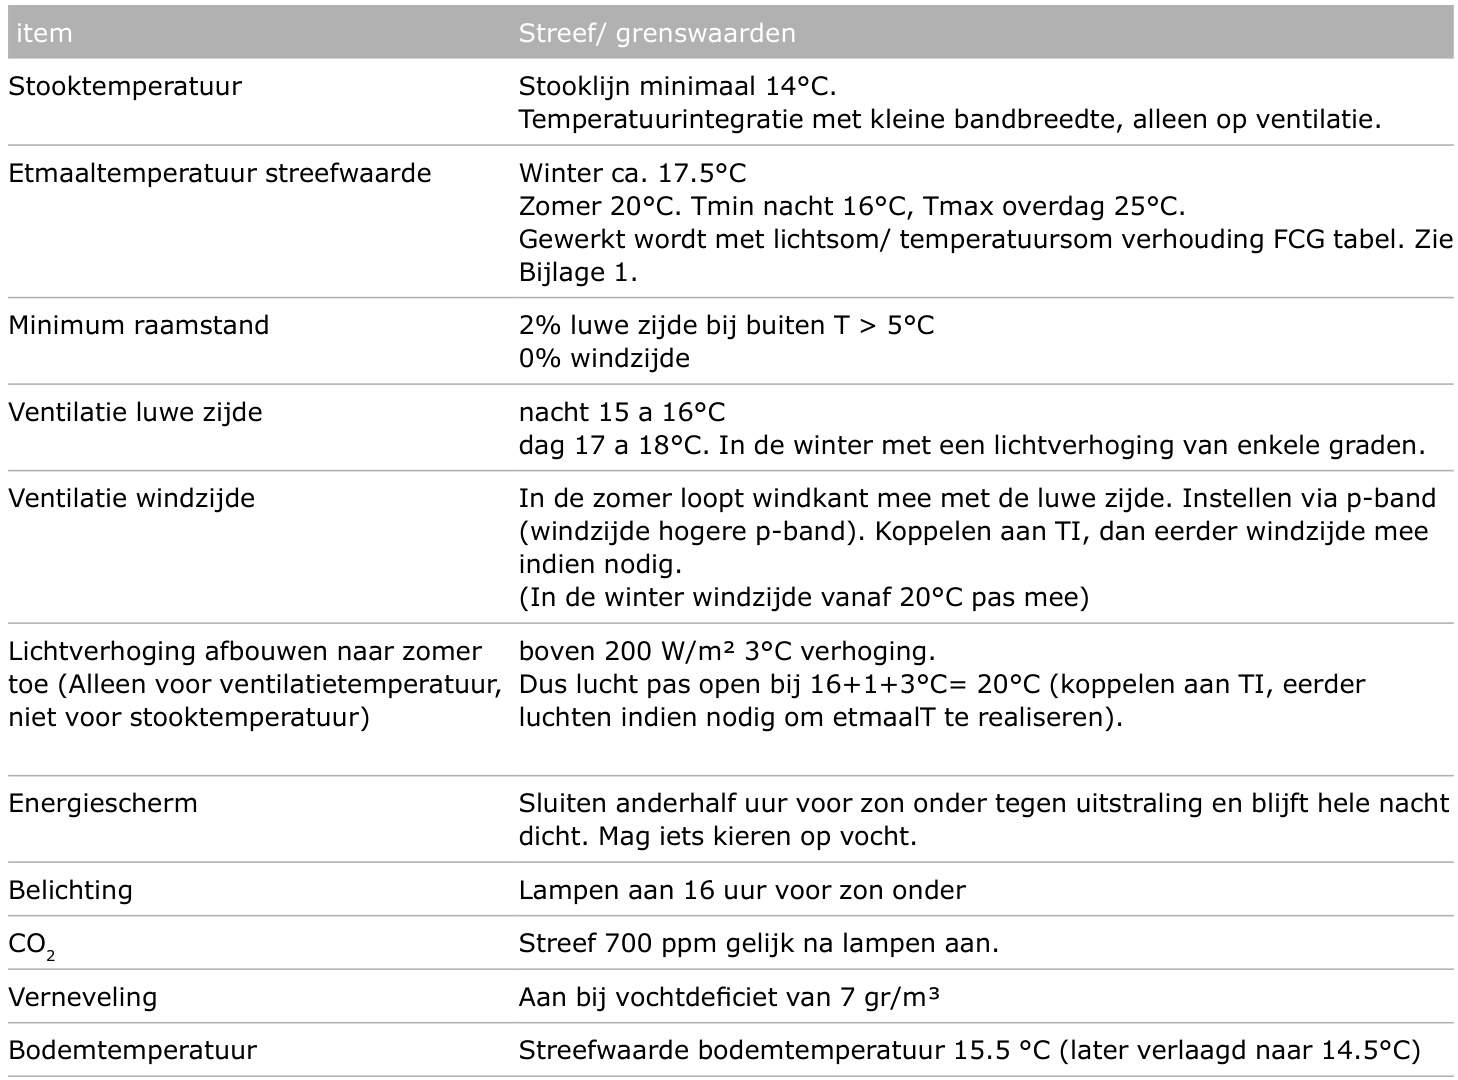 item Streef/ grenswaarden
Stooktemperatuur Stooklijn minimaal 14°C.
Temperatuurintegratie met kleine bandbreedte, alleen op ventilatie.
Etmaaltemperatuur streefwaarde Winter ca. 17.5°C
Zomer 20°C. Tmin nacht 16°C, Tmax overdag 25°C.
Gewerkt wordt met lichtsom/ temperatuursom verhouding FCG tabel. Zie
Bijlage 1.
Minimum raamstand 2% luwe zijde bij buiten T > 5°C
0% windzijde
Ventilatie luwe zijde nacht 15 a 16°C
dag 17 a 18°C. In de winter met een lichtverhoging van enkele graden.
Ventilatie windzijde In de zomer loopt windkant mee met de luwe zijde. Instellen via p-band
(windzijde hogere p-band). Koppelen aan TI, dan eerder windzijde mee
indien nodig.
(In de winter windzijde vanaf 20°C pas mee)
Lichtverhoging afbouwen naar zomer boven 200 W/m² 3°C verhoging.
toe (Alleen voor ventilatietemperatuur, Dus lucht pas open bij 16+1+3°C= 20°C (koppelen aan TI, eerder
niet voor stooktemperatuur) luchten indien nodig om etmaalT te realiseren).
Energiescherm Sluiten anderhalf uur voor zon onder tegen uitstraling en blijft hele nacht
dicht. Mag iets kieren op vocht.
Belichting Lampen aan 16 uur voor zon onder
CO₂ Streef 700 ppm gelijk na lampen aan.
Verneveling Aan bij vochtdeficiet van 7 gr/m³
Bodemtemperatuur Streefwaarde bodemtemperatuur 15.5 °C (later verlaagd naar 14.5°C)